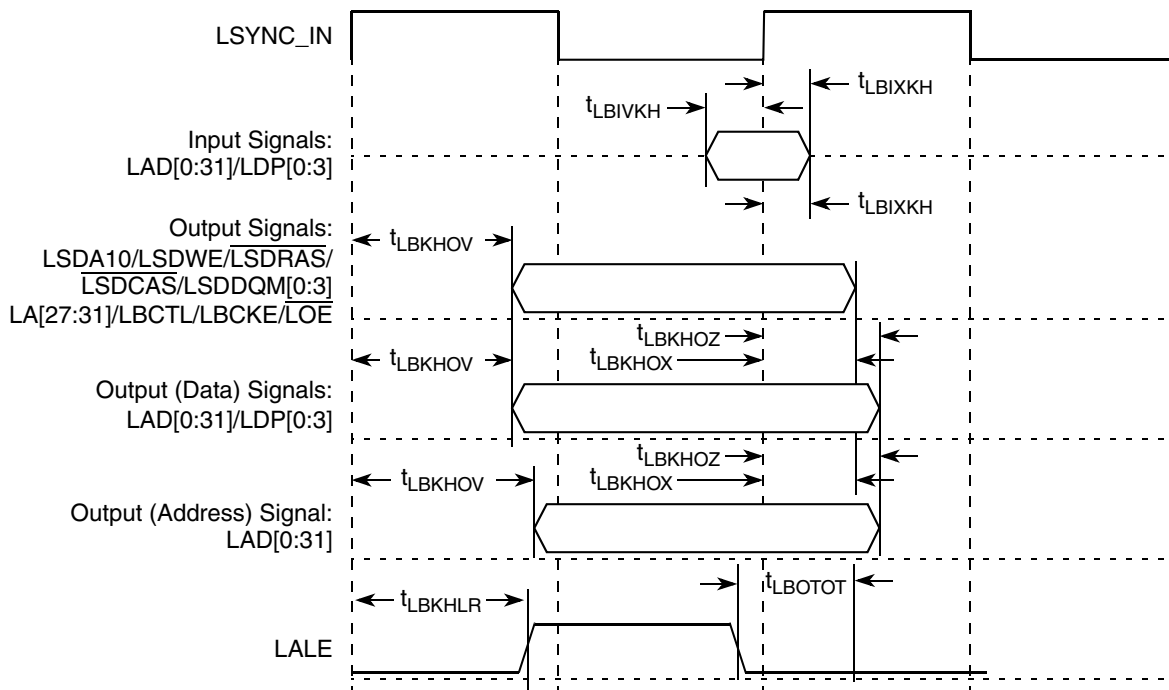 LSYNC_IN
tLBIXKH
tLBIVKH
Input Signals:
LAD[0:31]/LDP[0:3]
tLBIXKH
Output Signals:
tLBKHOV
LSDA10/LSDWE/LSDRAS/
LSDCAS/LSDDQM[0:3]
LA[27:31]/LBCTL/LBCKE/LOE
tLBKHOZ
tLBKHOV
tLBKHOX
Output (Data) Signals:
LAD[0:31]/LDP[0:3]
tLBKHOZ
tLBKHOV
tLBKHOX
Output (Address) Signal:
LAD[0:31]
tLBOTOT
tLBKHLR
LALE